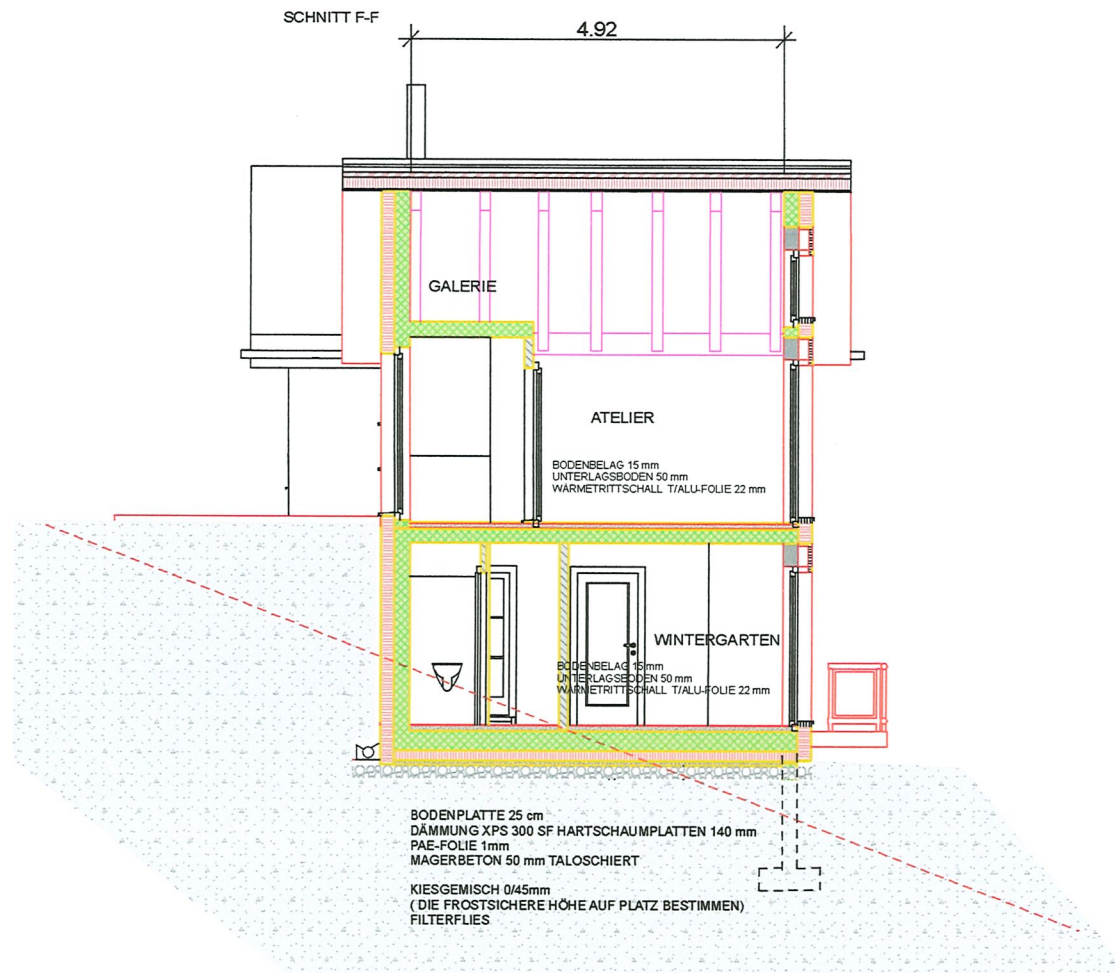 SCHNITT F-F
4.92
GALERIE
ATELIER
BODENBELAG 15 mm
UNTERLAGSBODEN 50 mm
WÄRMETRITTSCHALL T/ALU-FOLIE 22 mm
WINTERGARTEN
BODENBELAG 15 mm
UNTERLAGSBODEN 50 mm
WÄRMETRITTSCHALL T/ALU-FOLIE 22 mm
BODENPLATTE 25 cm
DÄMMUNG XPS 300 SF HARTSCHAUMPLATTEN 140 mm
PAE-FOLIE 1mm
MAGERBETON 50 mm TALOSCHIERT
KIESGEMISCH 0/45mm
( DIE FROSTSICHERE HÖHE AUF PLATZ BESTIMMEN)
FILTERFLIES